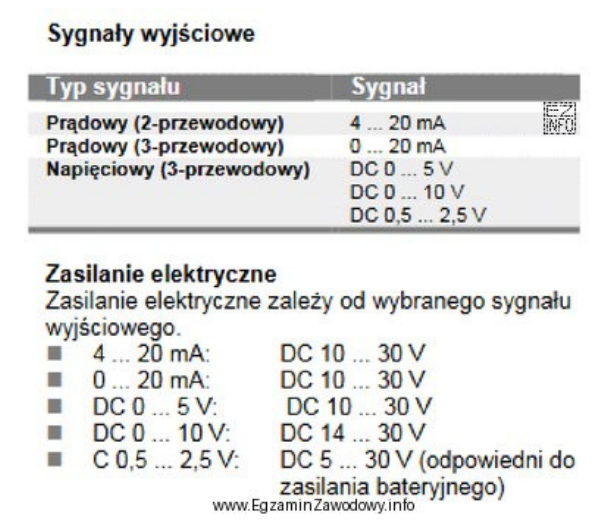 Sygnały wyjściowe
Typ sygnału Sygnał
EZ
INFO
Prądowy (2-przewodowy) 4 ... 20 mA
Prądowy (3-przewodowy) 0 ... 20 mA
Napięciowy (3-przewodowy) DC 0 ... 5 V
DC 0 ... 10 V
DC 0,5 ... 2,5 V
Zasilanie elektryczne
Zasilanie elektryczne zależy od wybranego sygnału
wyjściowego.
■ 4 ... 20 mA: DC 10 ... 30 V
■ 0 ... 20 mA: DC 10 ... 30 V
■ DC 0 ... 5 V: DC 10 ... 30 V
■ DC 0 ... 10 V: DC 14 ... 30 V
■ C 0,5 ... 2,5 V: DC 5 ... 30 V (odpowiedni do
zasilania bateryjnego)
www.EgzaminZawodowy.info